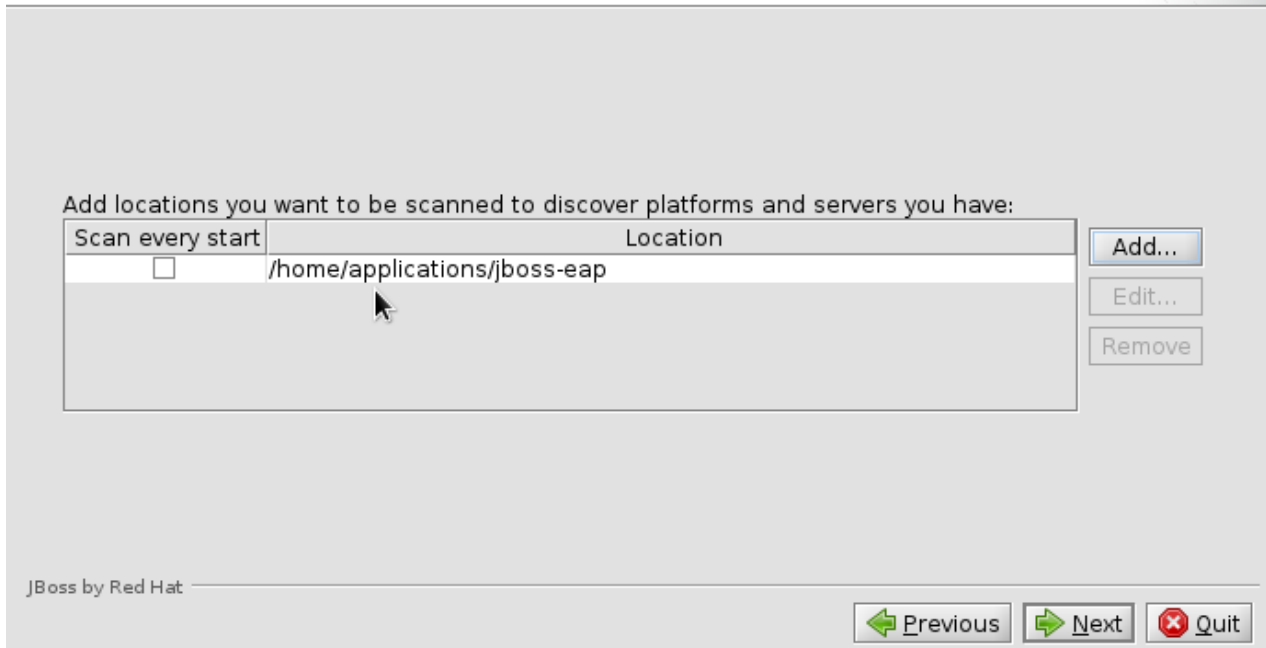 Add locations you want to be scanned to discover platforms and servers you have:
Scan every start Location
Add...
/home/applications/jboss-eap
Edit...
Remove
JBoss by Red Hat
Previous Next Quit